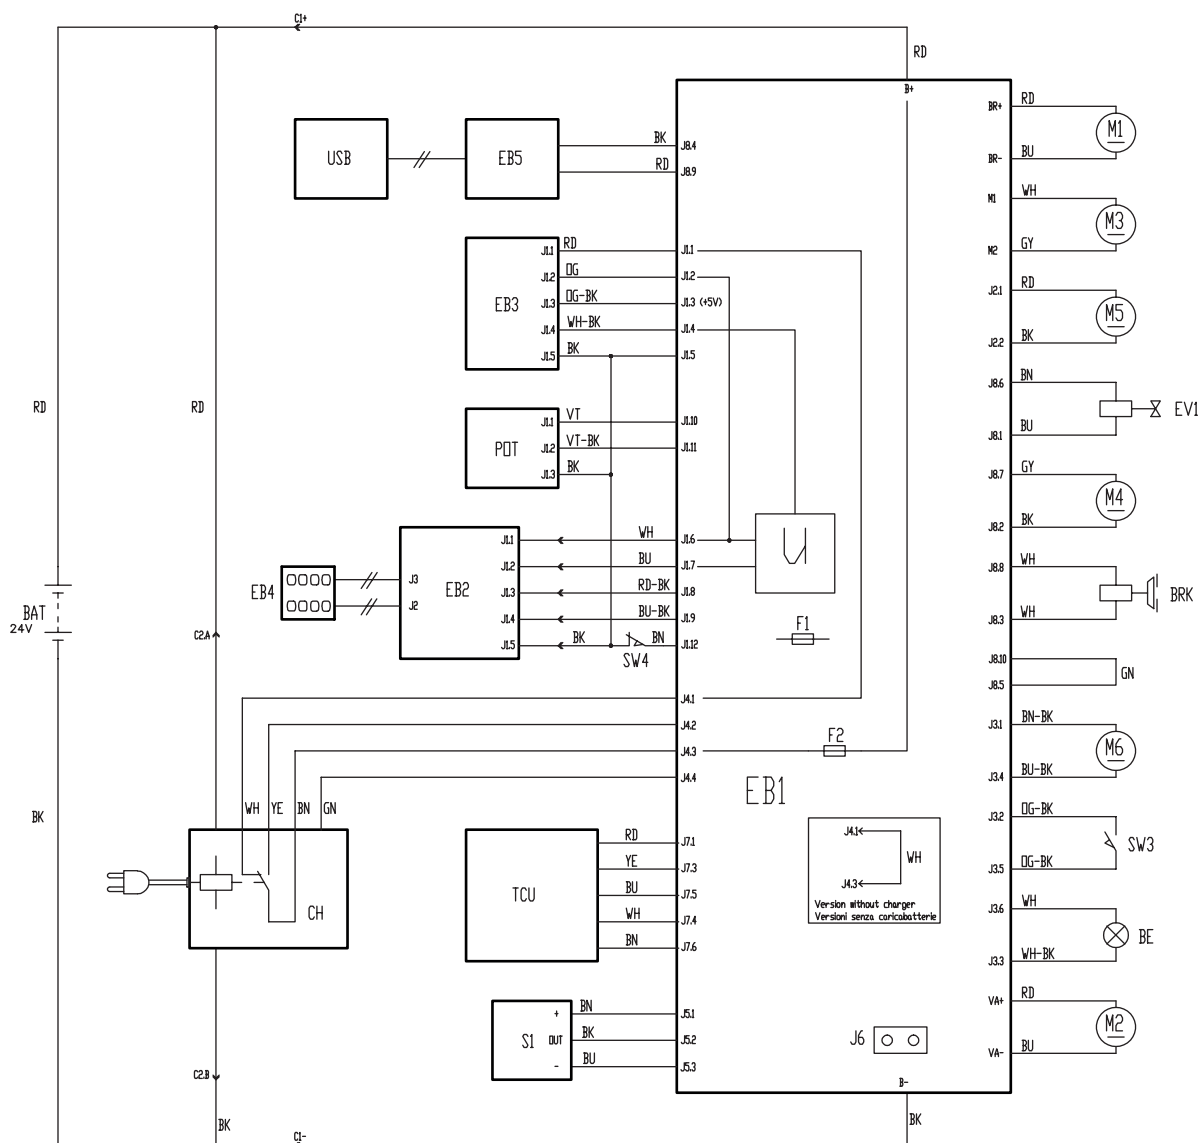 C1+
RD
B+
BR+
RD
M1
BR-
BU
USB
EB5
BK
J8.4
RD
J8.9
M1
WH
M3
M2
GY
EB3
J1.1
RD
J1.1
J1.2
OG
J1.2
J1.3
OG-BK
J1.3 (+5V)
J1.4
WH-BK
J1.4
J1.5
BK
J1.5
J2.1
RD
M5
J2.2
BK
J8.6
BN
EV1
J8.1
BU
RD
RD
POT
J1.1
VT
J1.10
J1.2
VT-BK
J1.11
J1.3
BK
J8.7
GY
M4
J8.2
BK
EB4
J3
J2
EB2
J1.1
WH
J1.6
J1.2
BU
J1.7
J1.3
RD-BK
J1.8
J1.4
BU-BK
J1.9
J1.5
BK
SW4
BN
J1.12
F1
J8.8
WH
BRK
J8.3
WH
J8.10
GN
J8.5
BAT
24V
C2.A
J4.1
J4.2
J4.3
J4.4
F2
EB1
J3.1
BN-BK
M6
J3.4
BU-BK
BK
WH
YE
BN
GN
CH
J3.2
OG-BK
SW3
J3.5
OG-BK
TCU
RD
J7.1
YE
J7.3
BU
J7.5
WH
J7.4
BN
J7.6
J4.1
WH
J4.3
Version without charger
Versioni senza caricabatterie
J3.6
WH
BE
J3.3
WH-BK
S1
+
BN
J5.1
OUT
BK
J5.2
-
BU
J5.3
J6
VA+
RD
M2
VA-
BU
C2.B
B-
BK
BK
C1-